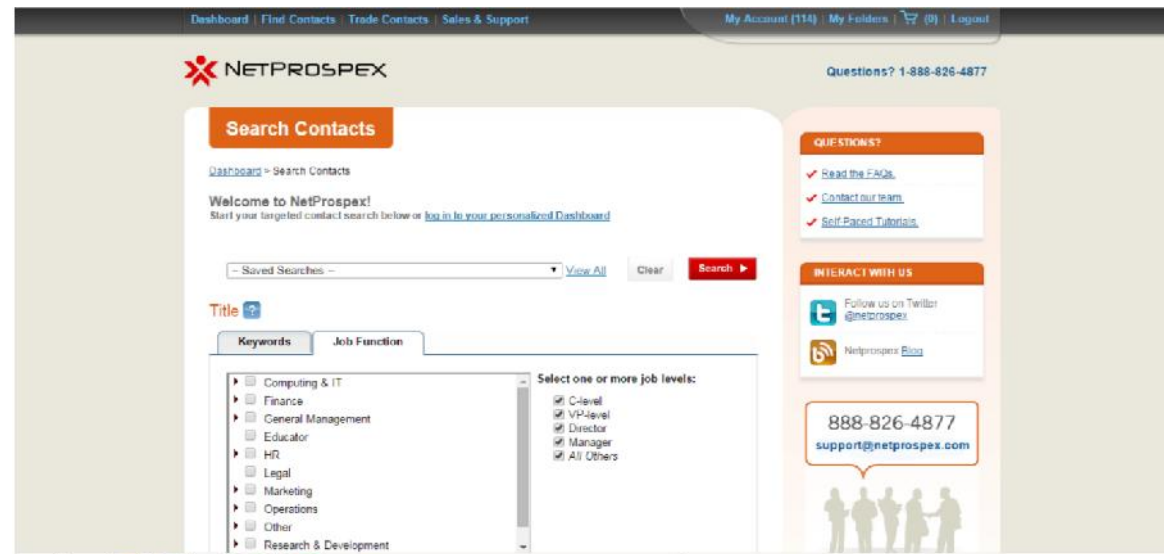 Dashboard | Find Contacts | Trade Contacts | Sales & Support
My Account (114) | My Folders | (0) | Logout
NETPROSPEX
Questions? 1-888-826-4877
Search Contacts
Dashboard > Search Contacts
Welcome to NetProspex!
Start your targeted contact search below or log in to your personalized Dashboard
-- Saved Searches --
View All
Clear
Search
Title ?
Keywords
Job Function
Computing & IT
Finance
General Management
Educator
HR
Legal
Marketing
Operations
Other
Research & Development
Select one or more job levels:
C-level
VP-level
Director
Manager
All Others
QUESTIONS?
Read the FAQs.
Contact our team.
Self-Paced Tutorials.
INTERACT WITH US
Follow us on Twitter
@netprospex
Netprospex Blog
888-826-4877
support@netprospex.com